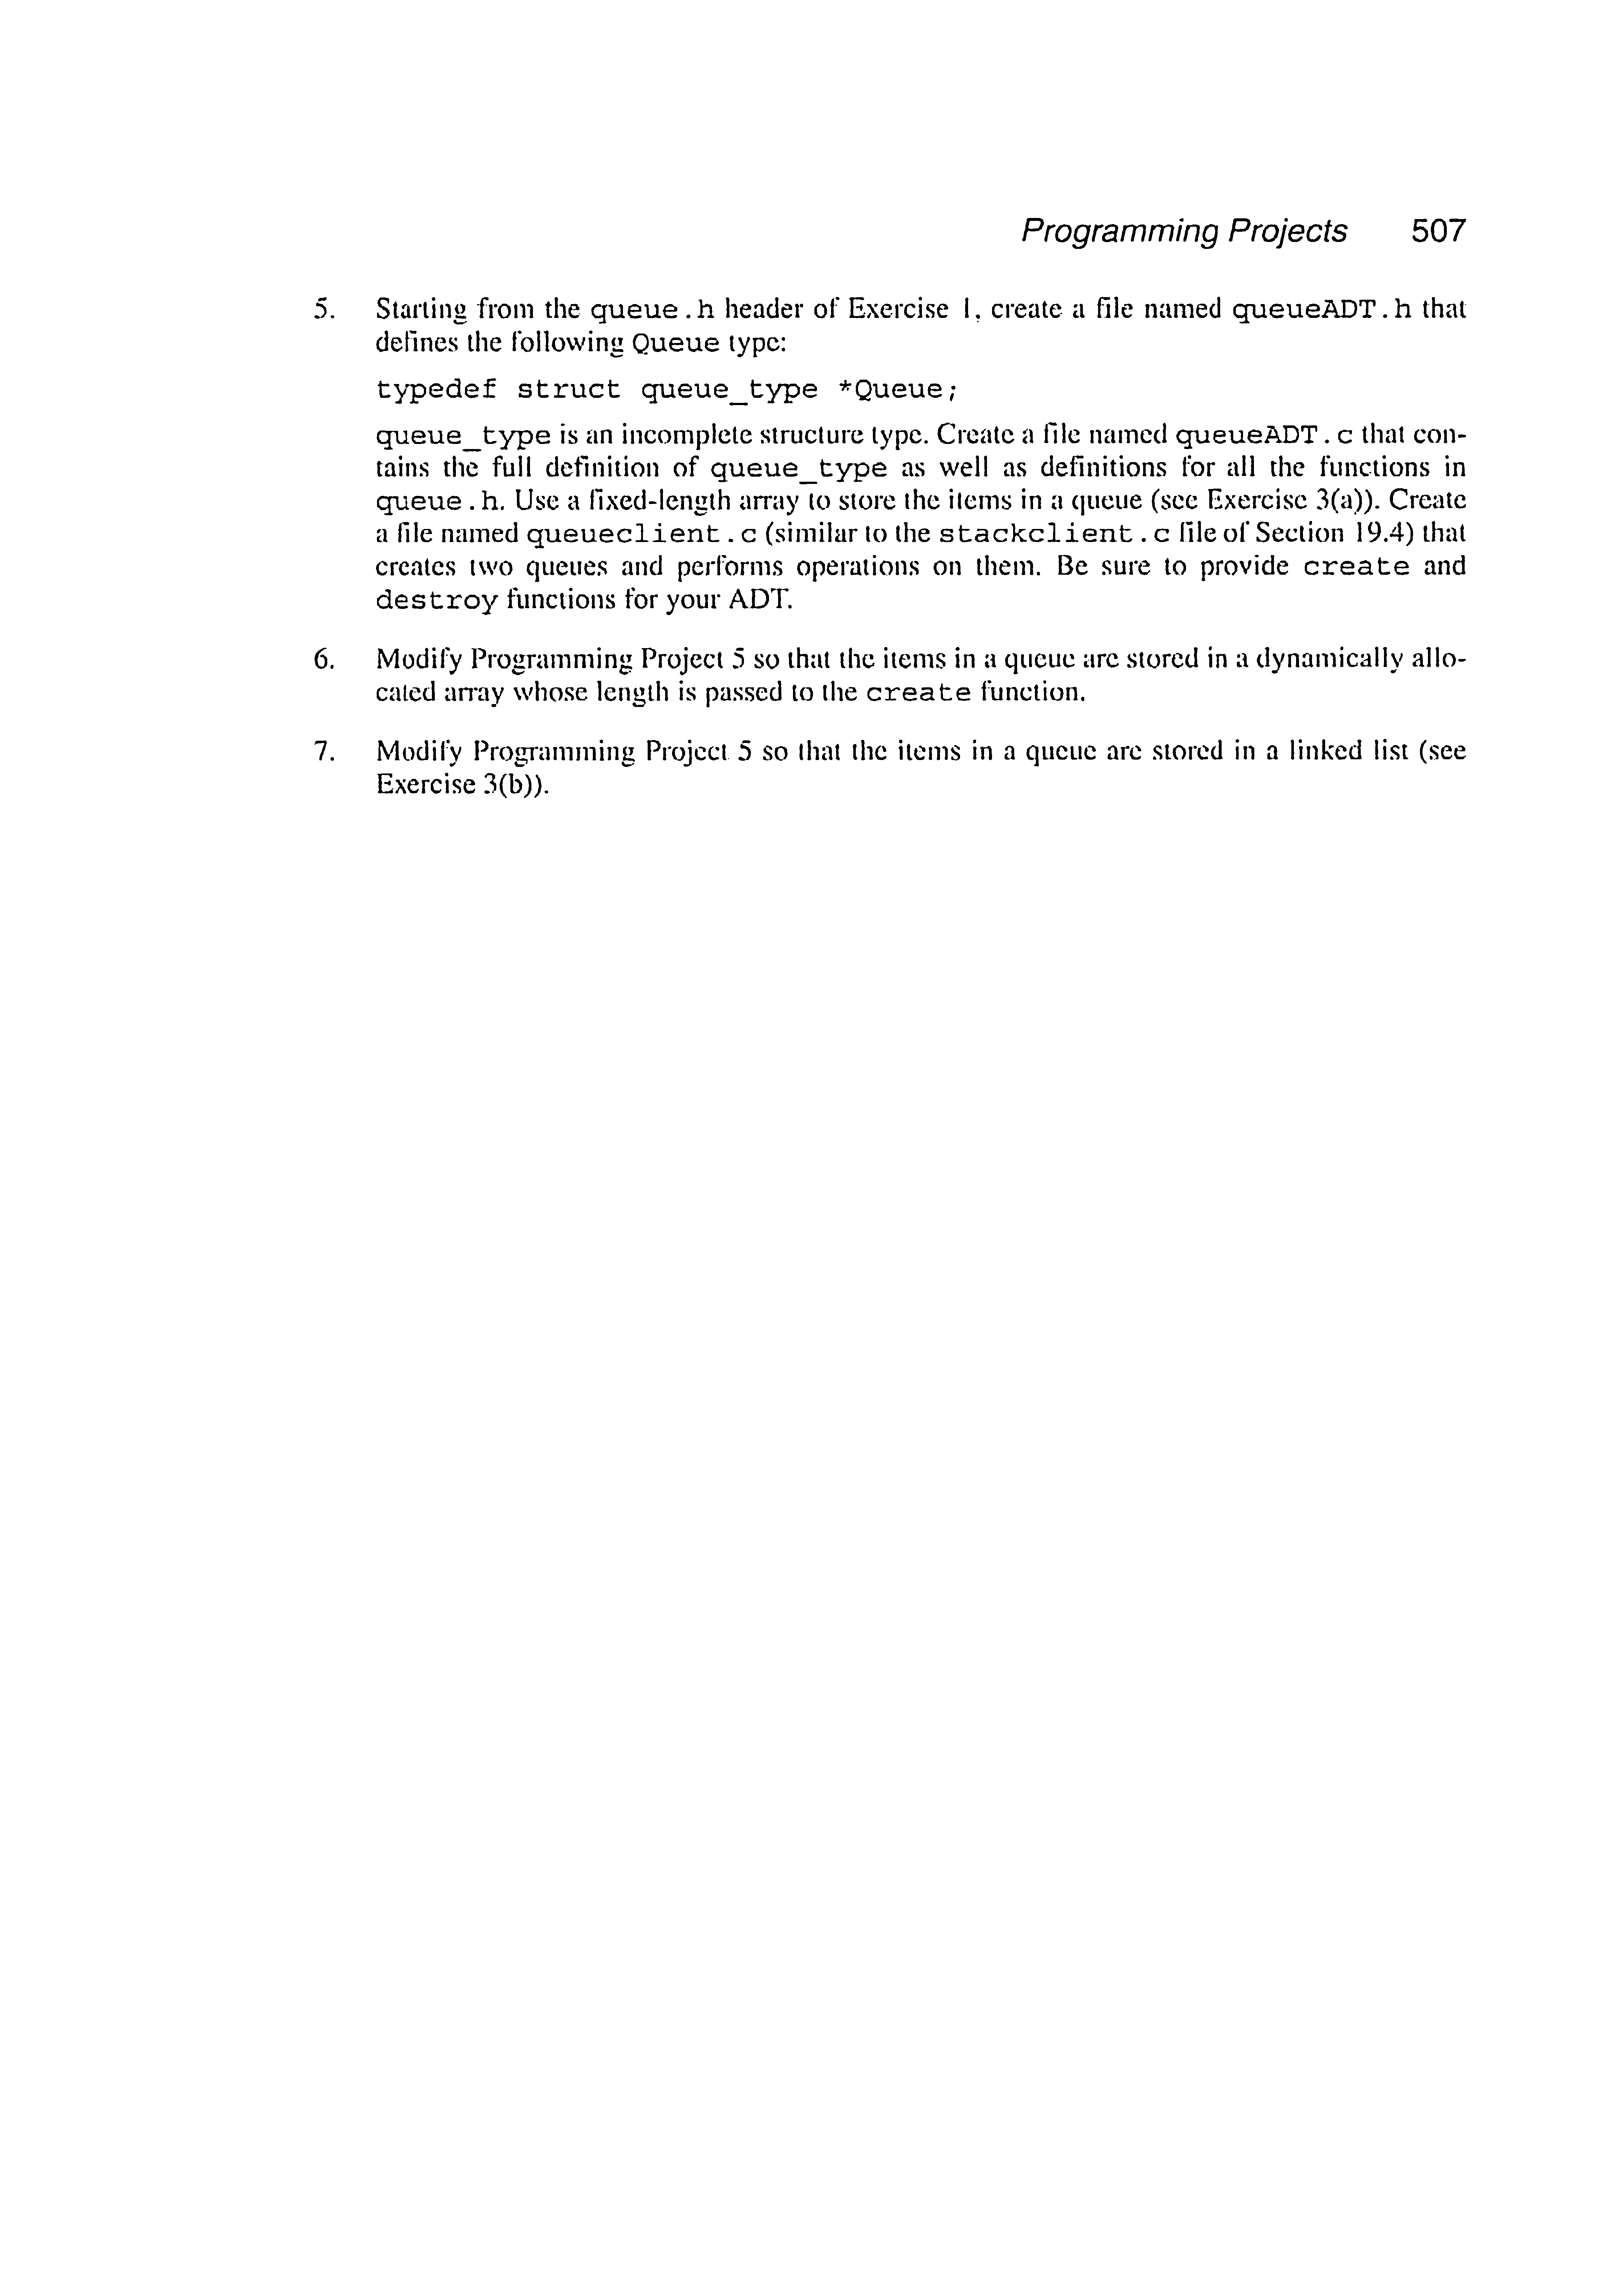 Programming Projects 507
5. Starting from the queue.h header of Exercise 1, create a file named queueADT.h that
defines the following Queue type:
typedef struct queue_type *Queue;
queue_type is an incomplete structure type. Create a file named queueADT.c that con-
tains the full definition of queue_type as well as definitions for all the functions in
queue.h. Use a fixed-length array to store the items in a queue (see Exercise 3(a)). Create
a file named queueclient.c (similar to the stackclient.c file of Section 19.4) that
creates two queues and performs operations on them. Be sure to provide create and
destroy functions for your ADT.
6. Modify Programming Project 5 so that the items in a queue are stored in a dynamically allo-
cated array whose length is passed to the create function.
7. Modify Programming Project 5 so that the items in a queue are stored in a linked list (see
Exercise 3(b)).